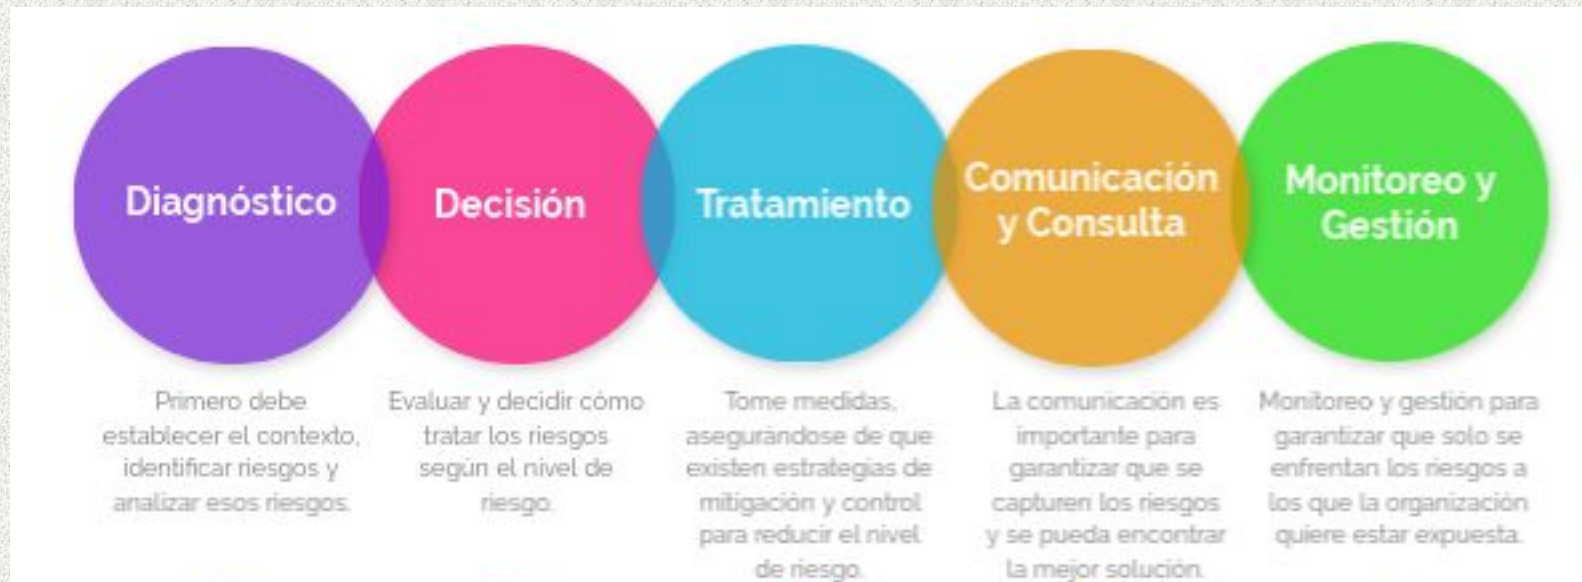 Diagnóstico
Decisión
Tratamiento
Comunicación
y Consulta
Monitoreo y
Gestión
Primero debe
establecer el contexto,
identificar riesgos y
analizar esos riesgos.
Evaluar y decidir cómo
tratar los riesgos
según el nivel de
riesgo.
Tome medidas,
asegurándose de que
existen estrategias de
mitigación y control
para reducir el nivel
de riesgo.
La comunicación es
importante para
garantizar que se
capturen los riesgos
y se pueda encontrar
la mejor solución.
Monitoreo y gestión para
garantizar que solo se
enfrentan los riesgos a
los que la organización
quiere estar expuesta.